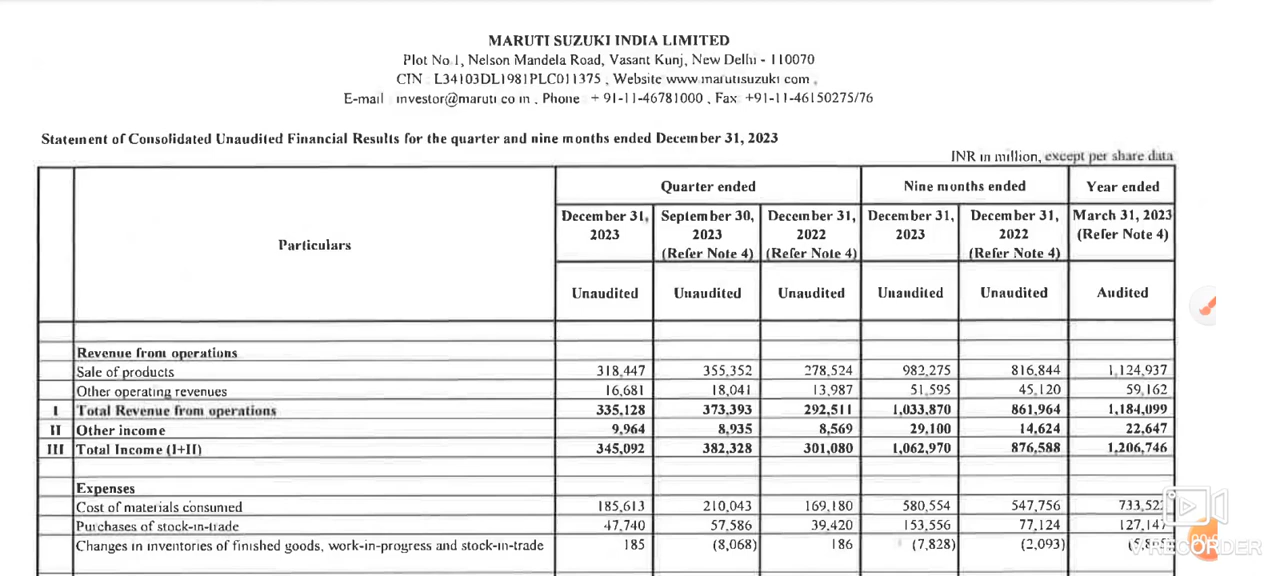 MARUTI SUZUKI INDIA LIMITED
Plot No.1, Nelson Mandela Road, Vasant Kunj, New Delhi - 110070
CIN L34103DL1981PLC011375 , Website www.marutisuzuki com ,
E-mail investor@maruti co in , Phone + 91-11-46781000 , Fax +91-11-46150275/76
Statement of Consolidated Unaudited Financial Results for the quarter and nine months ended December 31, 2023
INR in million, except per share data
Quarter ended Nine months ended Year ended
Particulars December 31, 2023 September 30, 2023 (Refer Note 4) December 31, 2022 (Refer Note 4) December 31, 2023 December 31, 2022 (Refer Note 4) March 31, 2023 (Refer Note 4)
Unaudited Unaudited Unaudited Unaudited Unaudited Audited
Revenue from operations
Sale of products 318,447 355,352 278,524 982,275 816,844 1,124,937
Other operating revenues 16,681 18,041 13,987 51,595 45,120 59,162
I Total Revenue from operations 335,128 373,393 292,511 1,033,870 861,964 1,184,099
II Other income 9,964 8,935 8,569 29,100 14,624 22,647
III Total Income (I+II) 345,092 382,328 301,080 1,062,970 876,588 1,206,746
Expenses
Cost of materials consumed 185,613 210,043 169,180 580,554 547,756
Purchases of stock-in-trade 47,740 57,586 39,420 153,556 77,124 127,147
Changes in inventories of finished goods, work-in-progress and stock-in-trade 185 (8,068) 186 (7,828) (2,093)
V RECORDER